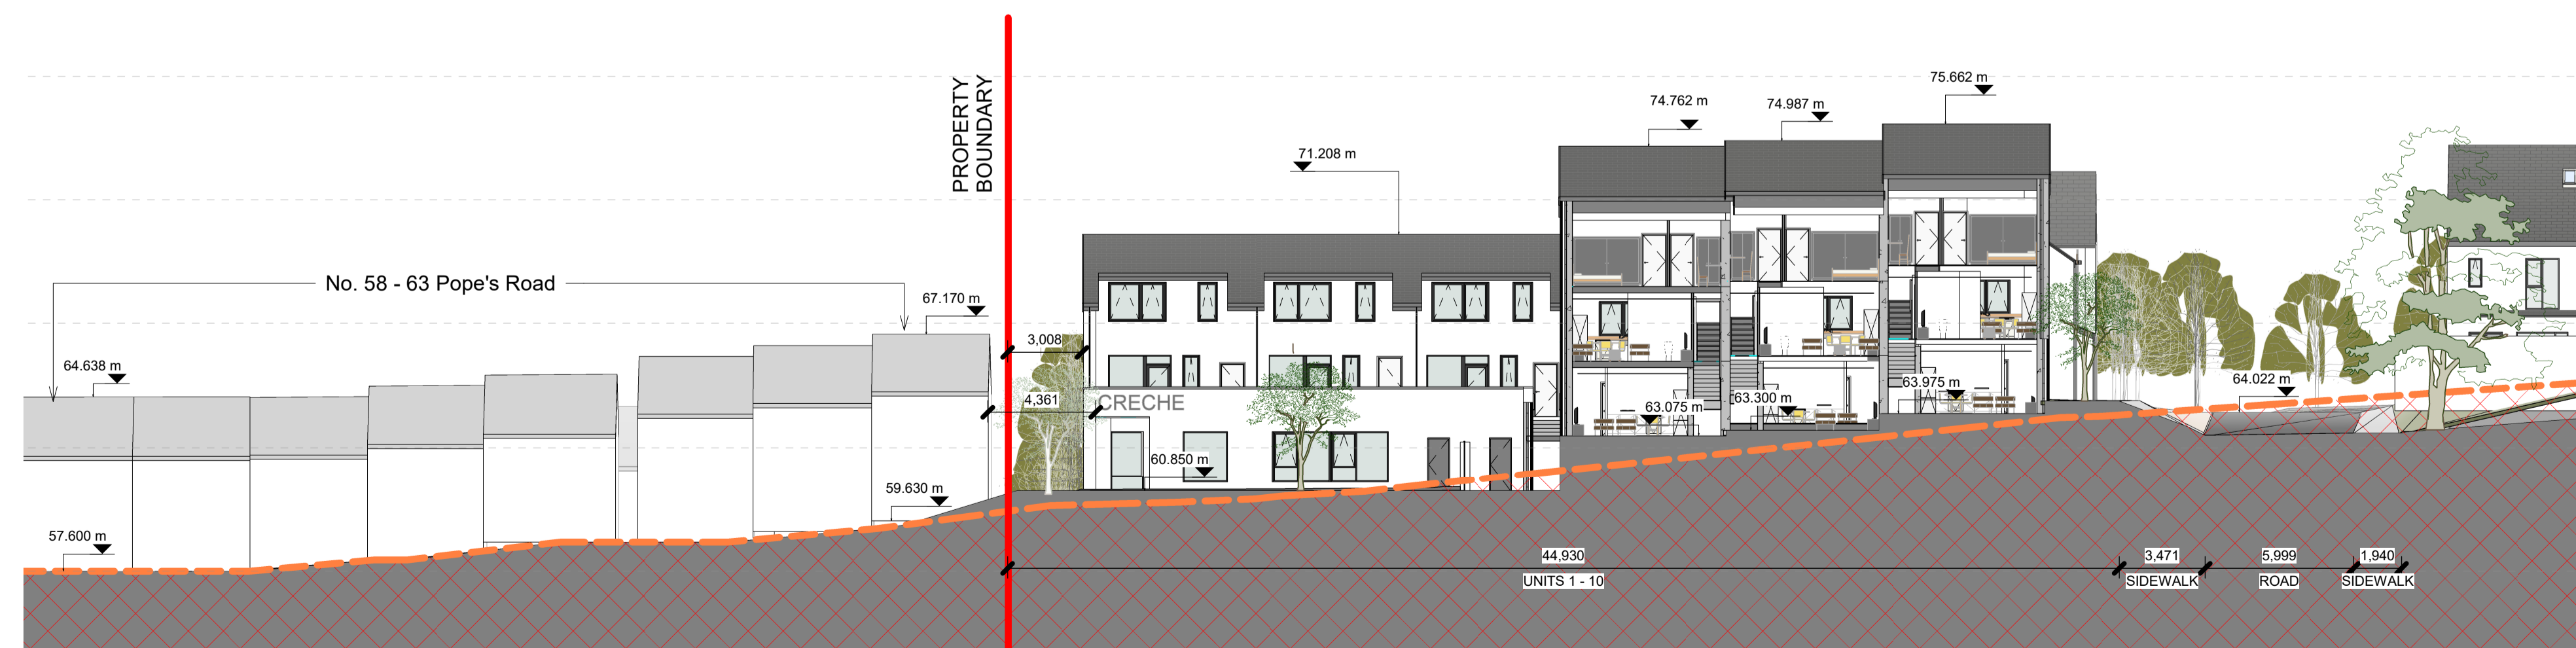 PROPERTY
BOUNDARY
75.662 m
74.762 m
74.987 m
71.208 m
No. 58 - 63 Pope's Road
67.170 m
64.638 m
3,008
4,361
CRECHE
63.075 m
63.300 m
63.975 m
64.022 m
60.850 m
59.630 m
57.600 m
44,930
3,471
5,999
1,940
UNITS 1 - 10
SIDEWALK
ROAD
SIDEWALK